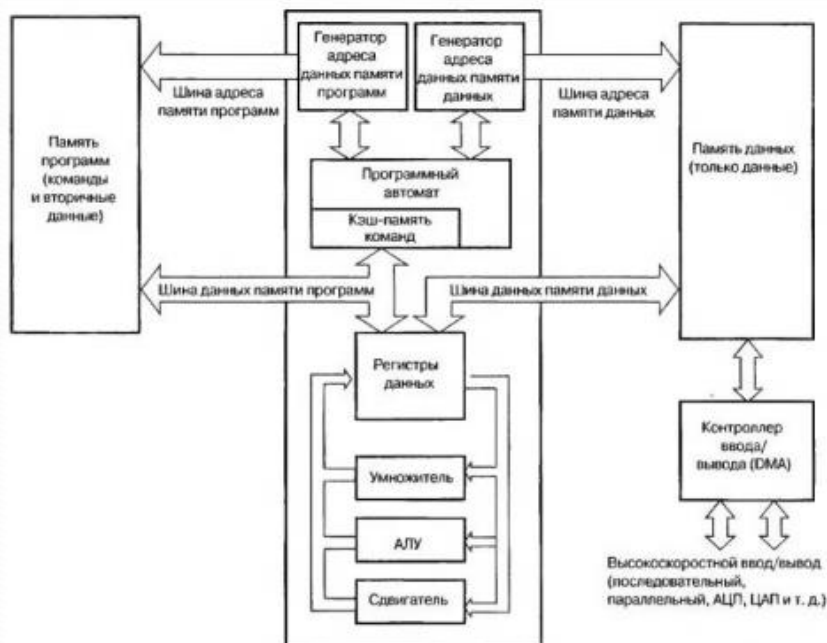 Генератор
адреса
данных памяти
программ
Генератор
адреса
данных памяти
данных
Шина адреса
памяти программ
Шина адреса
памяти данных
Память
программ
(команды
и вторичные
данные)
Программный
автомат
Кэш-память
команд
Память данных
(только данные)
Шина данных памяти программ
Шина данных памяти данных
Регистры
данных
Умножитель
АЛУ
Сдвигатель
Контроллер
ввода/
вывода (DMA)
Высокоскоростной ввод/вывод
(последовательный,
параллельный, АЦП, ЦАП и т. д.)